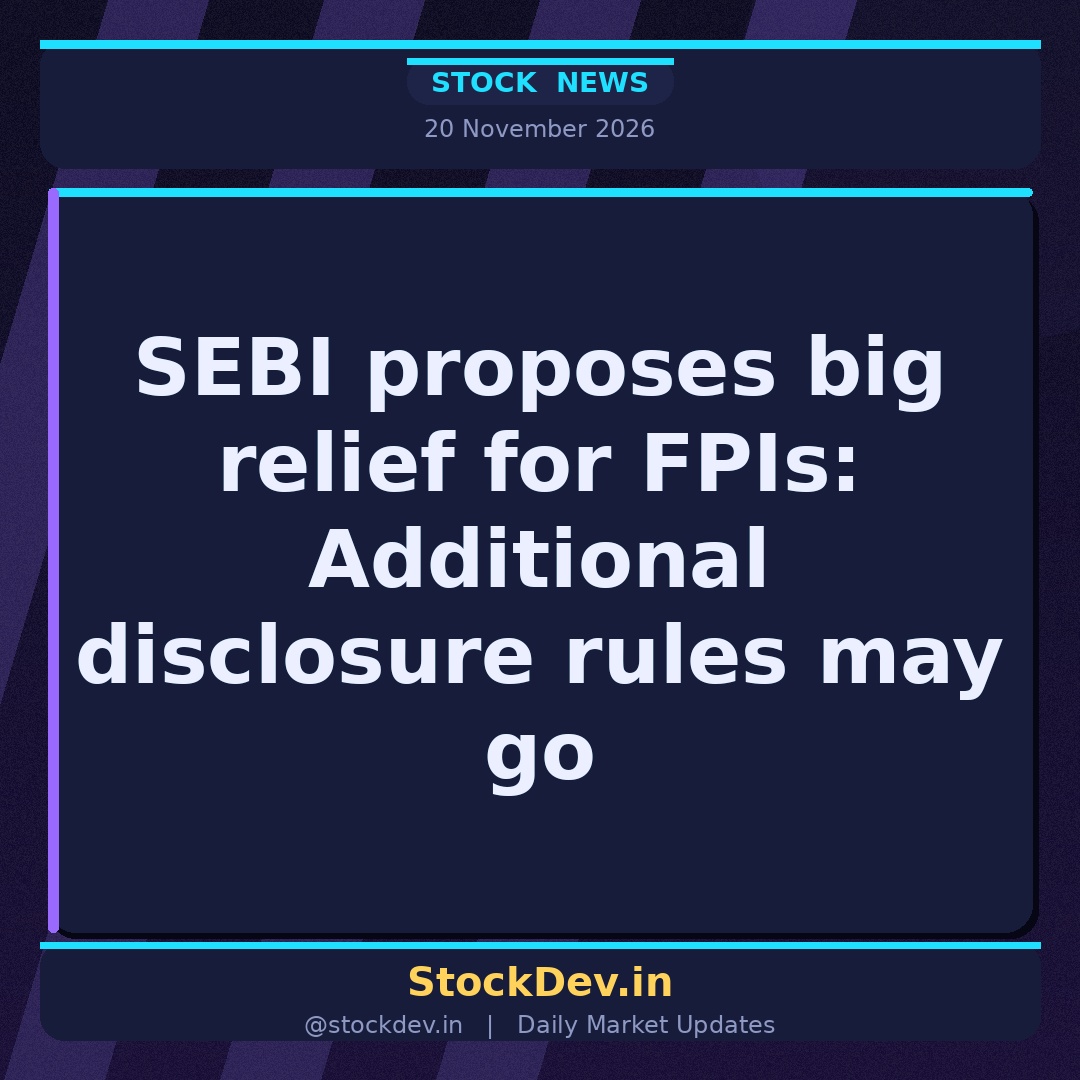 STOCK NEWS
20 November 2026
SEBI proposes big
relief for FPIs:
Additional
disclosure rules may
go
StockDev.in
@stockdev.in | Daily Market Updates